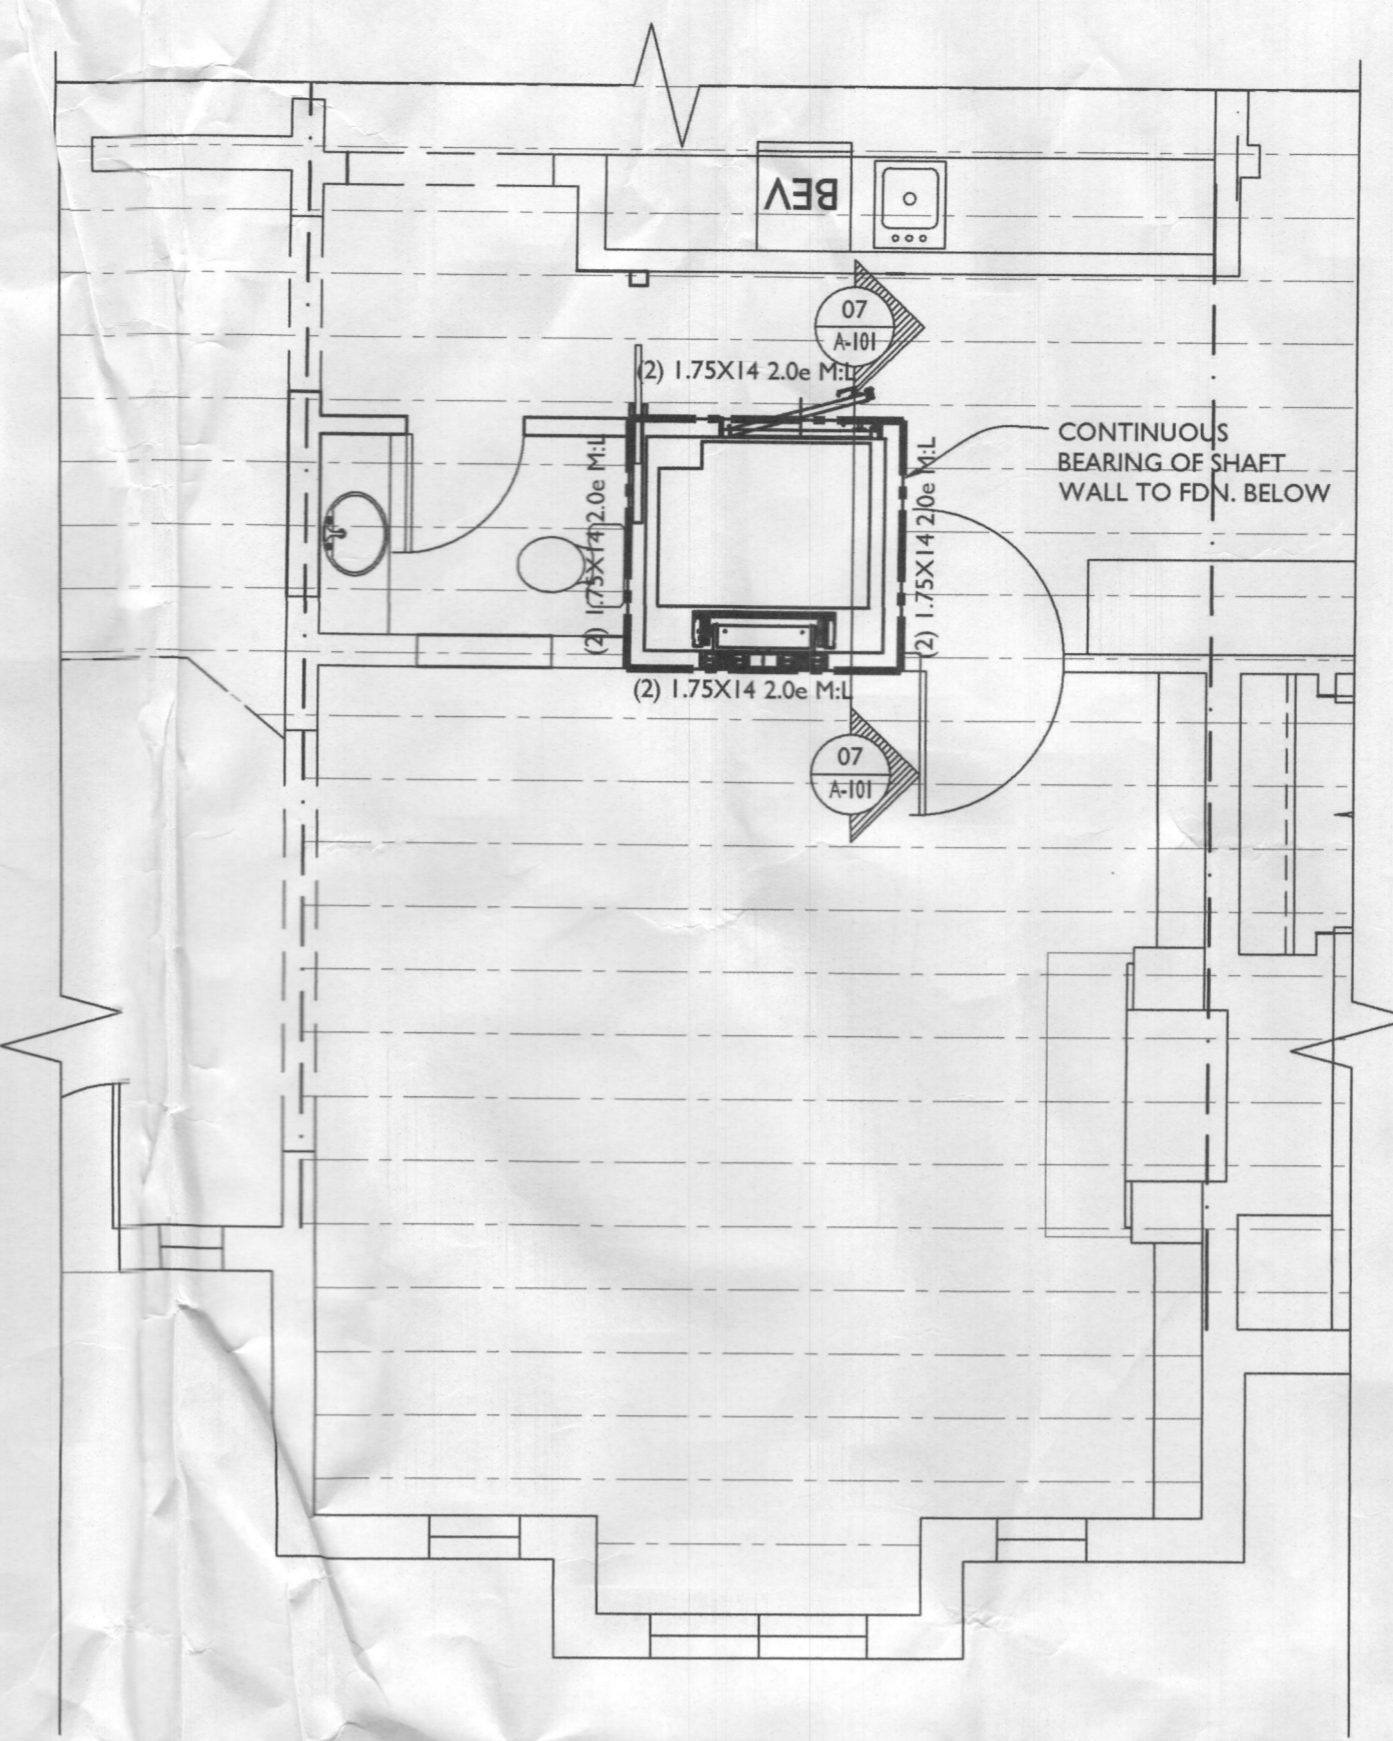 BEV
07
A-101
(2) 1.75X14 2.0e M:L
CONTINUOUS
BEARING OF SHAFT
WALL TO FDN. BELOW
(2) 1.75X14 2.0e M:L
(2) 1.75X14 2.0e M:L
(2) 1.75X14 2.0e M:L
07
A-101